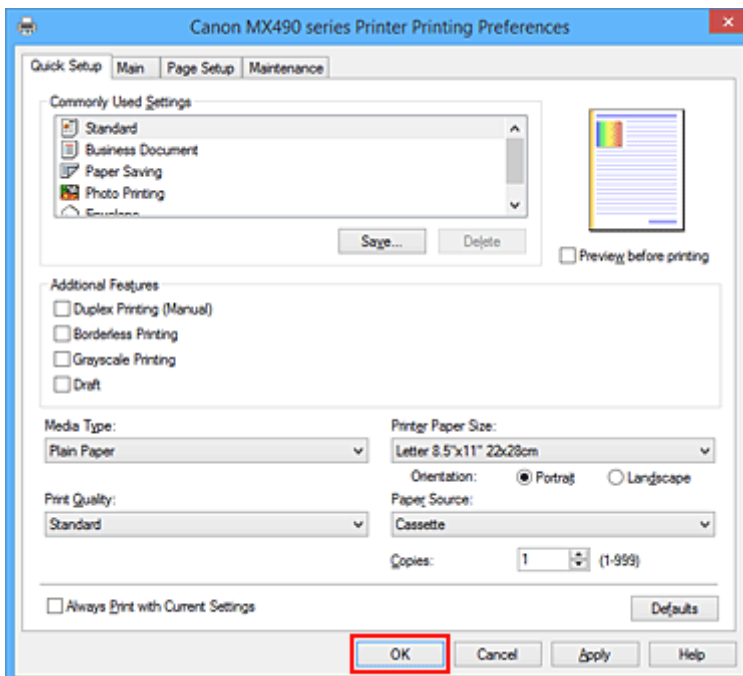 Canon MX490 series Printer Printing Preferences
Quick Setup Main Page Setup Maintenance
Commonly Used Settings
Standard
Business Document
Paper Saving
Photo Printing
Envelope
Save... Delete
Preview before printing
Additional Features
Duplex Printing (Manual)
Borderless Printing
Grayscale Printing
Draft
Media Type:
Plain Paper
Printer Paper Size:
Letter 8.5"x11" 22x28cm
Orientation: Portrait Landscape
Print Quality:
Standard
Paper Source:
Cassette
Copies: 1 (1-999)
Always Print with Current Settings
Defaults
OK Cancel Apply Help